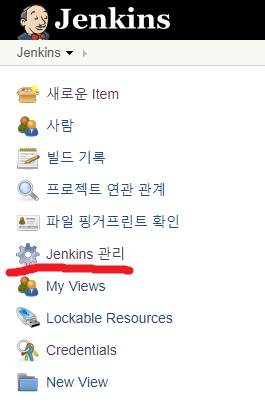 Jenkins
Jenkins
새로운 Item
사람
빌드 기록
프로젝트 연관 관계
파일 핑거프린트 확인
Jenkins 관리
My Views
Lockable Resources
Credentials
New View